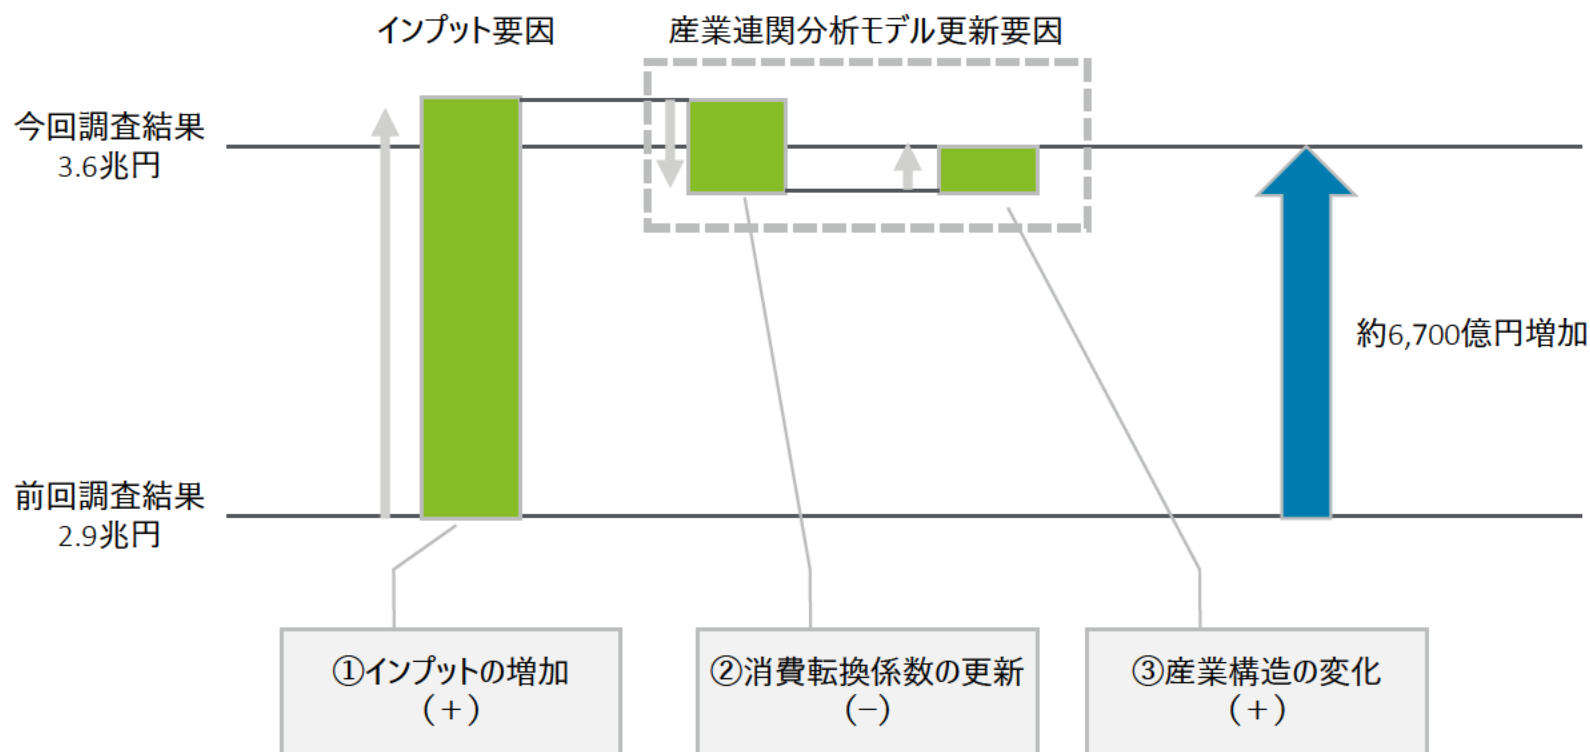 インプット要因
産業連関分析モデル更新要因
今回調査結果
3.6兆円
約6,700億円増加
前回調査結果
2.9兆円
①インプットの増加
（＋）
②消費転換係数の更新
（−）
③産業構造の変化
（＋）